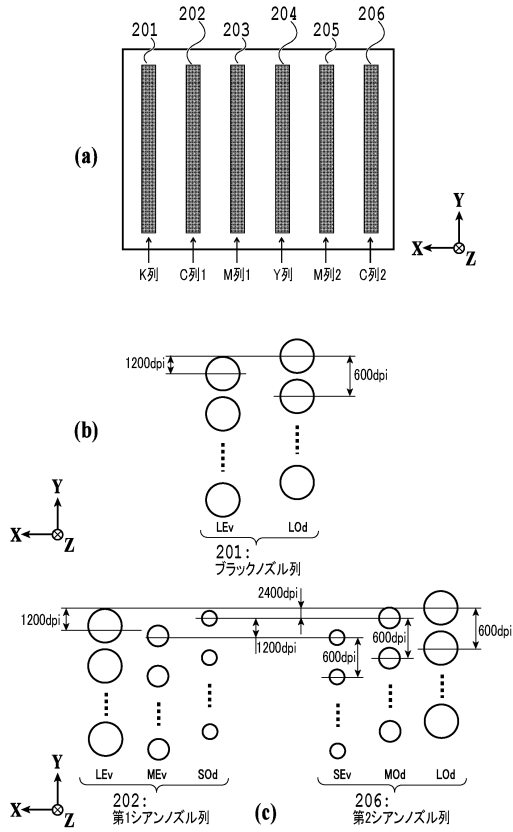 201 202 203 204 205 206
(a)
K列 C列1 M列1 Y列 M列2 C列2
Y
X
Z
1200dpi
600dpi
(b)
Y
X
Z
LEv LOd
201:
ブラックノズル列
2400dpi
1200dpi
1200dpi
600dpi
600dpi
600dpi
LEv MEv SOd SEv MOd LOd
Y
X
Z
202:
第1シアンノズル列
(c)
206:
第2シアンノズル列